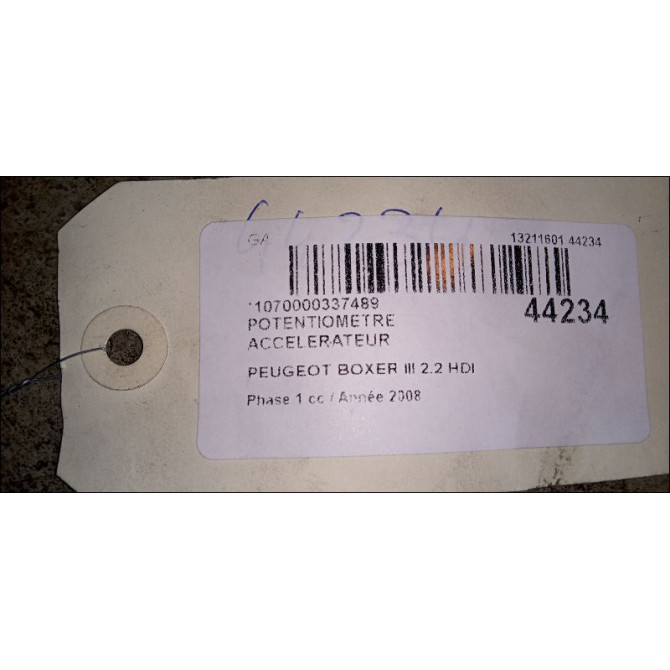 GA 13211601 44234
*1070000337489
44234
POTENTIOMETRE
ACCELERATEUR
PEUGEOT BOXER III 2.2 HDI
Phase 1 cc / Année 2008